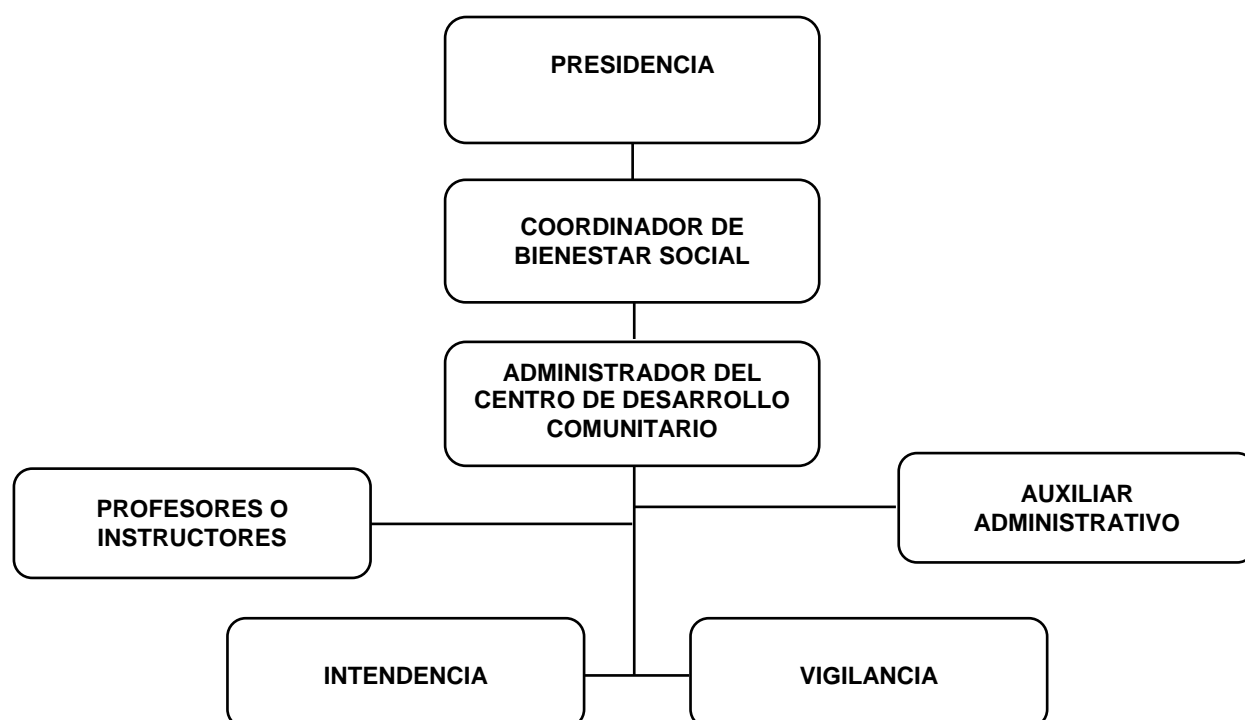 PRESIDENCIA
COORDINADOR DE
BIENESTAR SOCIAL
ADMINISTRADOR DEL
CENTRO DE DESARROLLO
COMUNITARIO
PROFESORES O
INSTRUCTORES
AUXILIAR
ADMINISTRATIVO
INTENDENCIA
VIGILANCIA